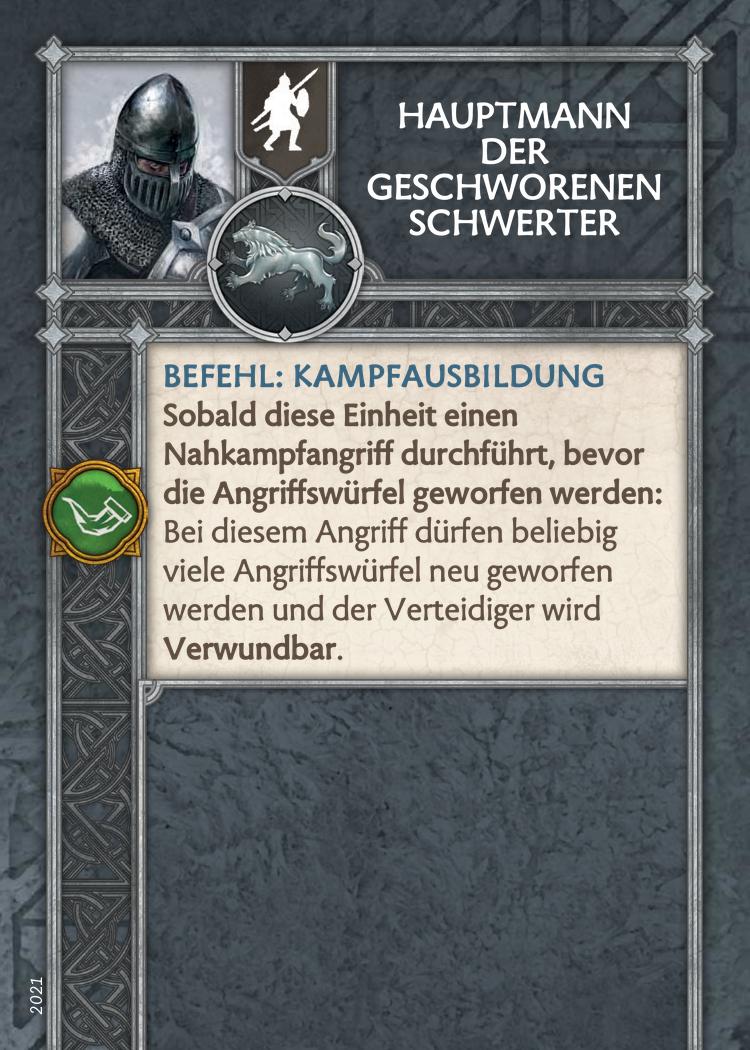 HAUPTMANN
DER
GESCHWORENEN
SCHWERTER
BEFEHL: KAMPFAUSBILDUNG
Sobald diese Einheit einen
Nahkampfangriff durchführt, bevor
die Angriffswürfel geworfen werden:
Bei diesem Angriff dürfen beliebig
viele Angriffswürfel neu geworfen
werden und der Verteidiger wird
Verwundbar.
2021